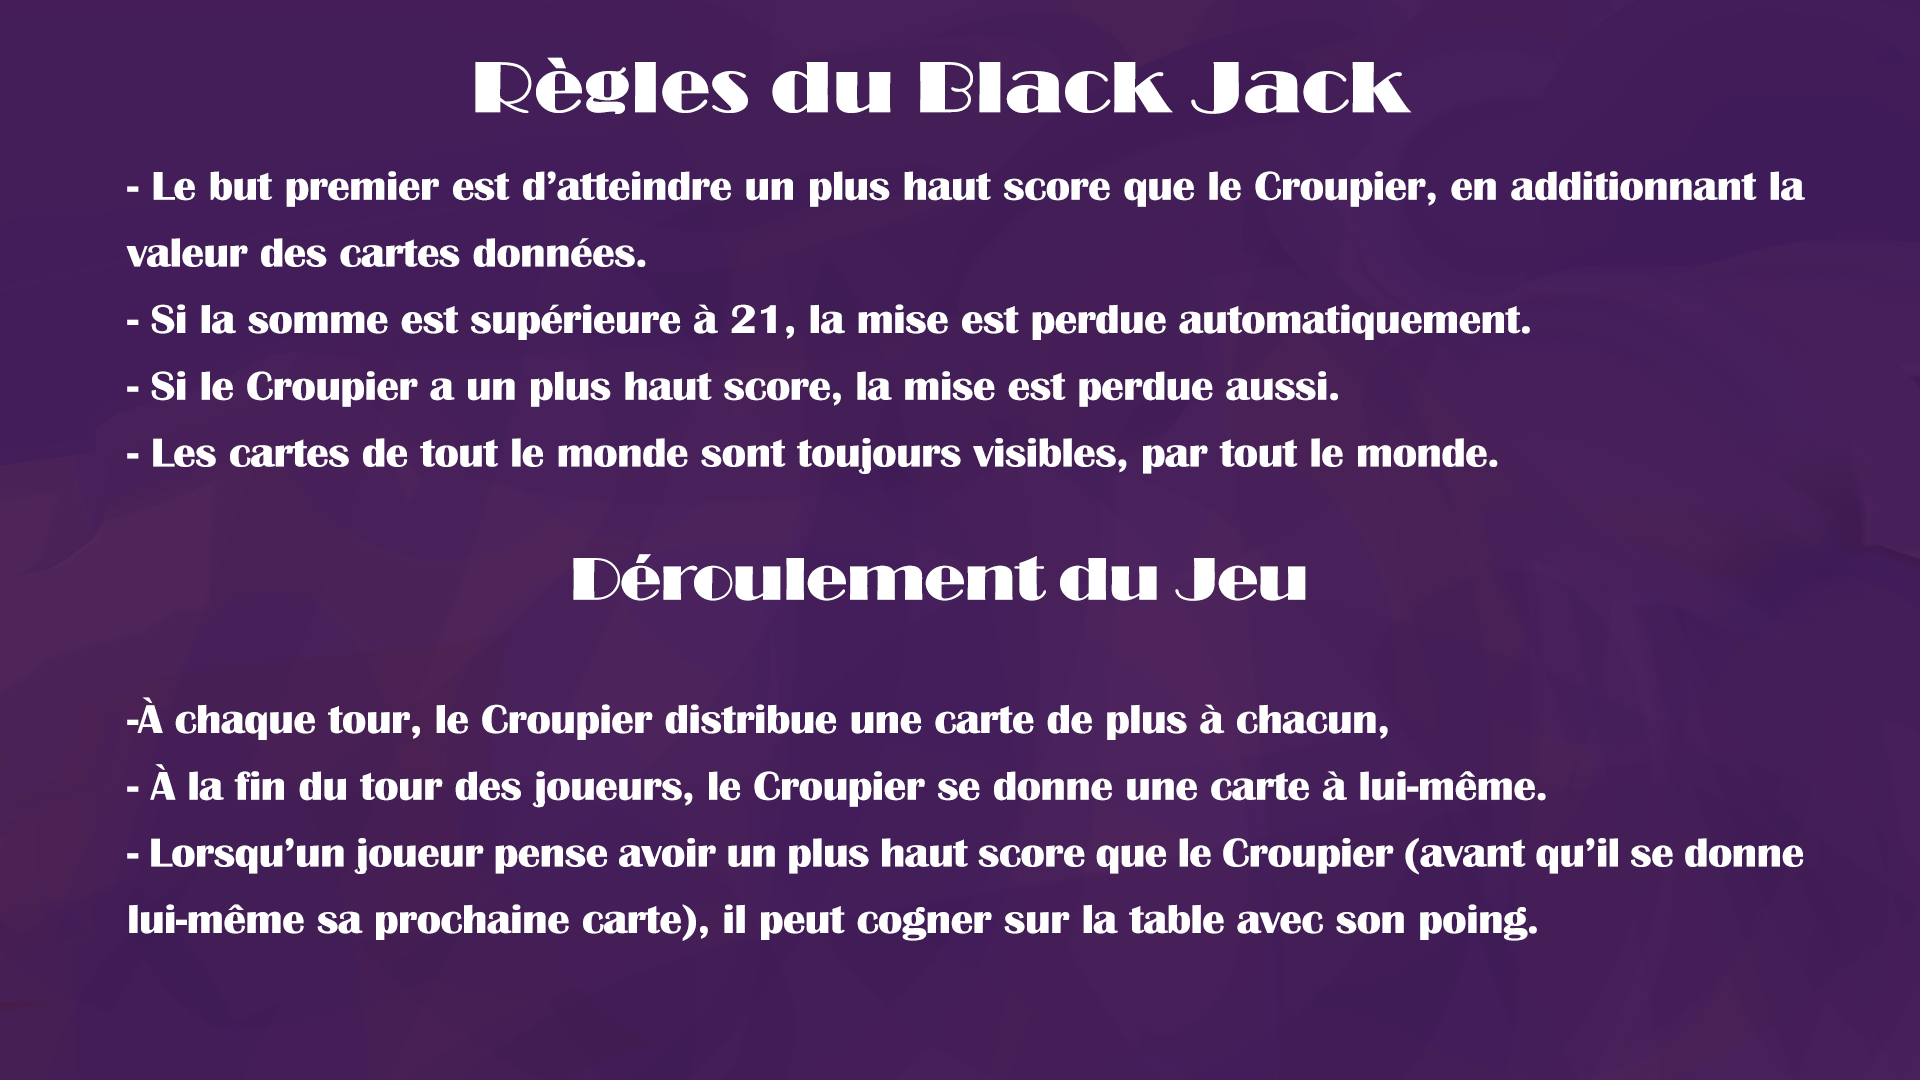 Règles du Black Jack
- Le but premier est d’atteindre un plus haut score que le Croupier, en additionnant la
valeur des cartes données.
- Si la somme est supérieure à 21, la mise est perdue automatiquement.
- Si le Croupier a un plus haut score, la mise est perdue aussi.
- Les cartes de tout le monde sont toujours visibles, par tout le monde.
Déroulement du Jeu
-À chaque tour, le Croupier distribue une carte de plus à chacun,
- À la fin du tour des joueurs, le Croupier se donne une carte à lui-même.
- Lorsqu’un joueur pense avoir un plus haut score que le Croupier (avant qu’il se donne
lui-même sa prochaine carte), il peut cogner sur la table avec son poing.